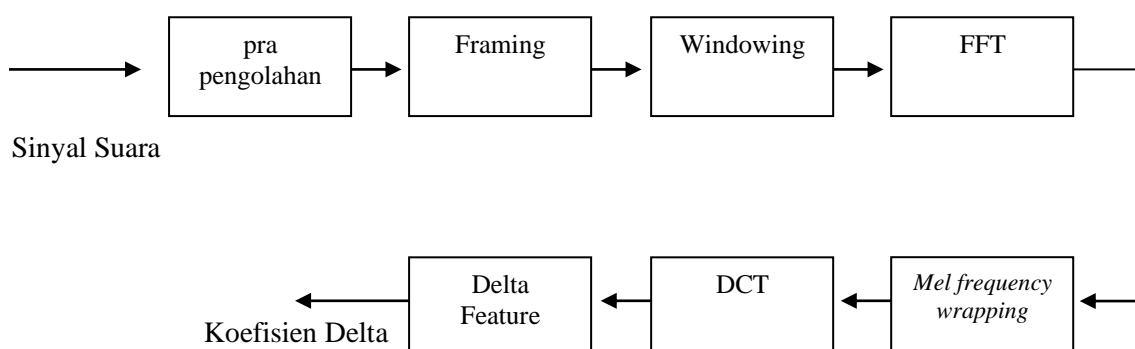 pra
pengolahan
Framing
Windowing
FFT
Sinyal Suara
Mel frequency
wrapping
DCT
Delta
Feature
Koefisien Delta